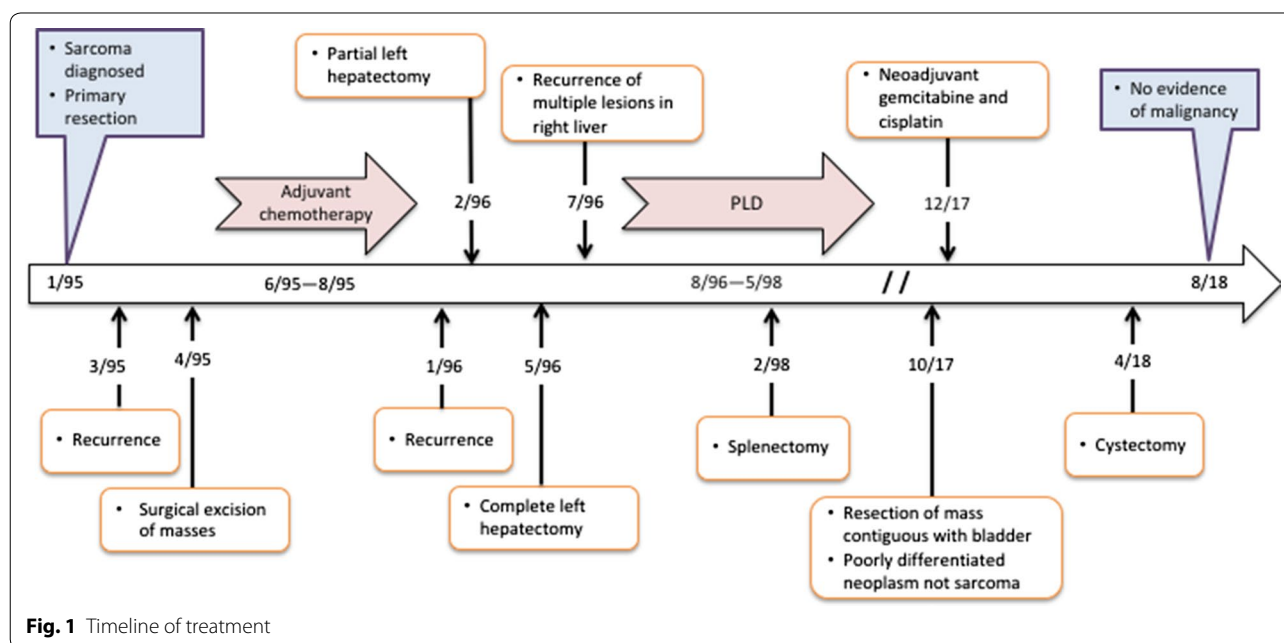 • Sarcoma
diagnosed
• Primary
resection
• Partial left
hepatectomy
• Recurrence of
multiple lesions in
right liver
• Neoadjuvant
gemcitabine and
cisplatin
• No evidence
of malignancy
Adjuvant
chemotherapy
2/96
7/96
PLD
12/17
1/95
6/95—8/95
8/96—5/98
//
8/18
3/95
4/95
1/96
5/96
2/98
10/17
4/18
• Recurrence
• Recurrence
• Splenectomy
• Cystectomy
• Surgical excision
of masses
• Complete left
hepatectomy
• Resection of mass
contiguous with bladder
• Poorly differentiated
neoplasm not sarcoma
Fig. 1 Timeline of treatment